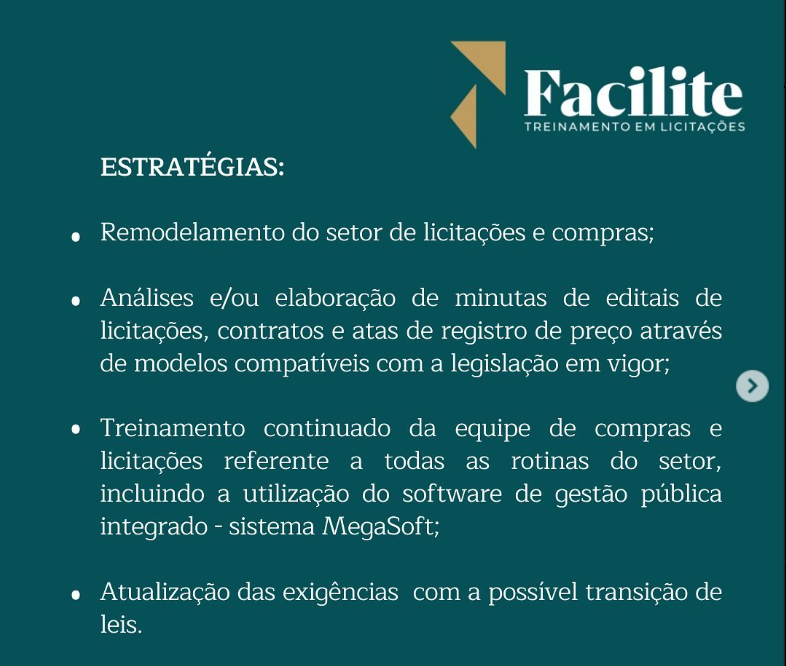 Facilite
TREINAMENTO EM LICITAÇÕES
ESTRATÉGIAS:
• Remodelamento do setor de licitações e compras;
• Análises e/ou elaboração de minutas de editais de
licitações, contratos e atas de registro de preço através
de modelos compatíveis com a legislação em vigor;
• Treinamento continuado da equipe de compras e
licitações referente a todas as rotinas do setor,
incluindo a utilização do software de gestão pública
integrado - sistema MegaSoft;
• Atualização das exigências com a possível transição de
leis.